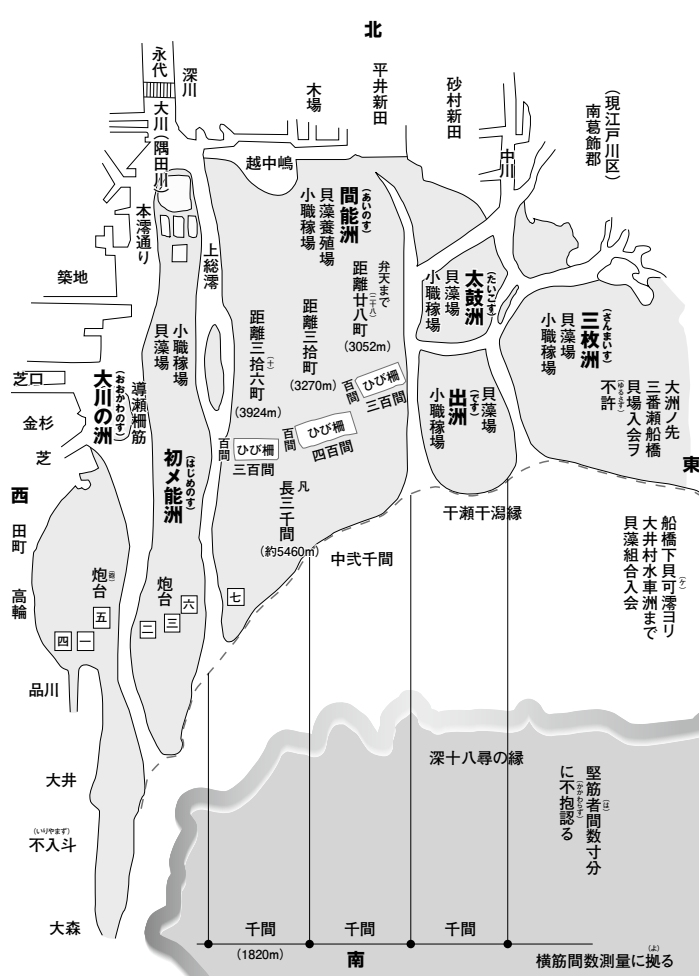 北
永代
深川
木場
平井新田
砂村新田
(現江戸川区)
南葛飾郡
大川(隅田川)
越中嶋
中川
本澪通り
上総澪
間能洲
(あいのす)
貝藻養殖場
小職稼場
弁天まで
距離廿八町
(二十八)
(3052m)
距離三拾町
(3270m)
距離三拾六町
(十)
(3924m)
太鼓洲
(たいこす)
貝藻場
小職稼場
三枚洲
(さんまいす)
貝藻場
小職稼場
出洲
(です)
貝藻場
小職稼場
大洲ノ先
三番瀬船橋
貝場入会ヲ
不許
(ゆるさず)
東
築地
芝口
金杉
芝
西
田町
高輪
品川
大井
不入斗
(いりやまず)
大森
大川の洲
(おおかわのす)
小職稼場
貝藻場
導瀬柵筋
初メ能洲
(はじめのす)
ひび柵
百間
三百間
ひび柵
百間
四百間
ひび柵
百間
三百間
凡
長三千間
(約5460m)
中弐千間
干瀬干潟縁
船橋下貝可澪ヨリ
(ケ)
大井村水車洲まで
貝藻組合入会
炮台
五
一
四
炮台
六
三
二
七
深十八尋の縁
堅筋者間数寸分
(は)
に不抱認る
(かかわらず)
千間
千間
千間
(1820m)
南
横筋間数測量に拠る
(よ)